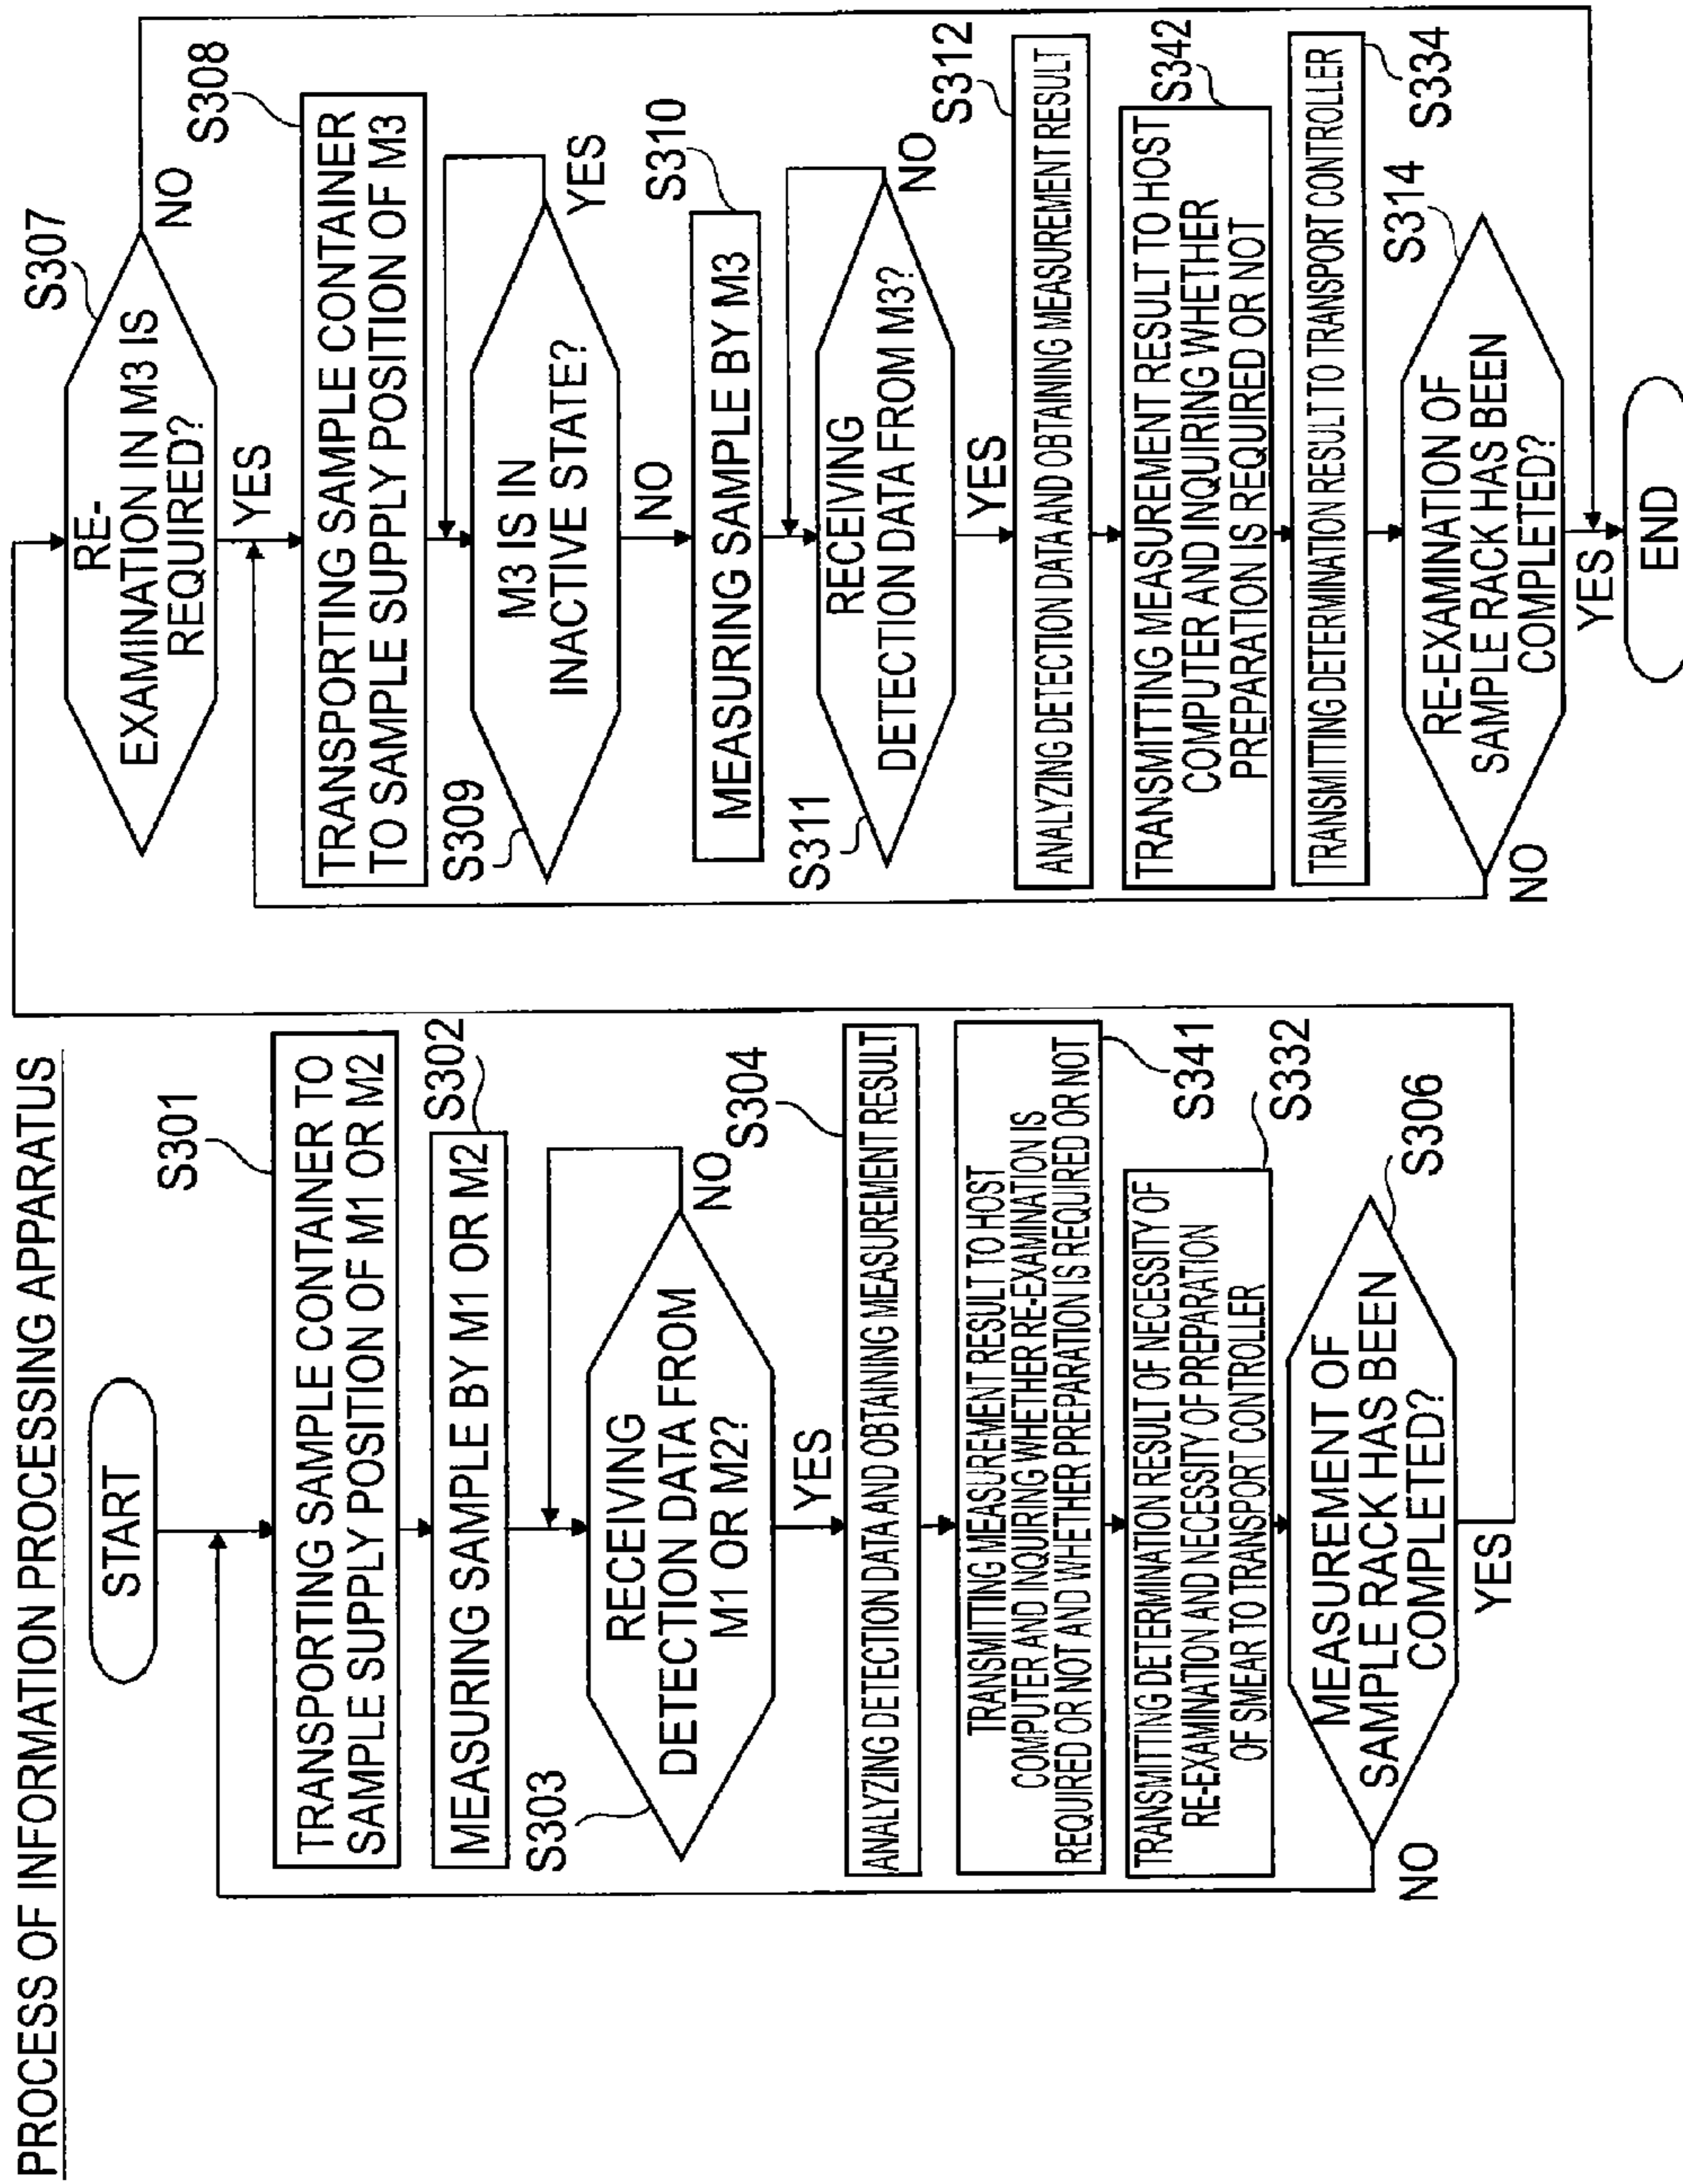 PROCESS OF INFORMATION PROCESSING APPARATUS
START
S301
TRANSPORTING SAMPLE CONTAINER TO
SAMPLE SUPPLY POSITION OF M1 OR M2
S302
MEASURING SAMPLE BY M1 OR M2
S303
RECEIVING
DETECTION DATA FROM
M1 OR M2?
NO
YES
S304
ANALYZING DETECTION DATA AND OBTAINING MEASUREMENT RESULT
TRANSMITTING MEASUREMENT RESULT TO HOST
COMPUTER AND INQUIRING WHETHER RE-EXAMINATION IS
REQUIRED OR NOT AND WHETHER PREPARATION IS REQUIRED OR NOT
S341
TRANSMITTING DETERMINATION RESULT OF NECESSITY OF
RE-EXAMINATION AND NECESSITY OF PREPARATION
OF SMEAR TO TRANSPORT CONTROLLER
S332
S306
MEASUREMENT OF
SAMPLE RACK HAS BEEN
COMPLETED?
NO
YES
S307
RE-
EXAMINATION IN M3 IS
REQUIRED?
NO
YES
S308
TRANSPORTING SAMPLE CONTAINER
TO SAMPLE SUPPLY POSITION OF M3
S309
M3 IS IN
INACTIVE STATE?
YES
NO
S310
MEASURING SAMPLE BY M3
S311
RECEIVING
DETECTION DATA FROM M3?
NO
YES
S312
ANALYZING DETECTION DATA AND OBTAINING MEASUREMENT RESULT
S342
TRANSMITTING MEASUREMENT RESULT TO HOST
COMPUTER AND INQUIRING WHETHER
PREPARATION IS REQUIRED OR NOT
S334
TRANSMITTING DETERMINATION RESULT TO TRANSPORT CONTROLLER
S314
RE-EXAMINATION OF
SAMPLE RACK HAS BEEN
COMPLETED?
NO
YES
END